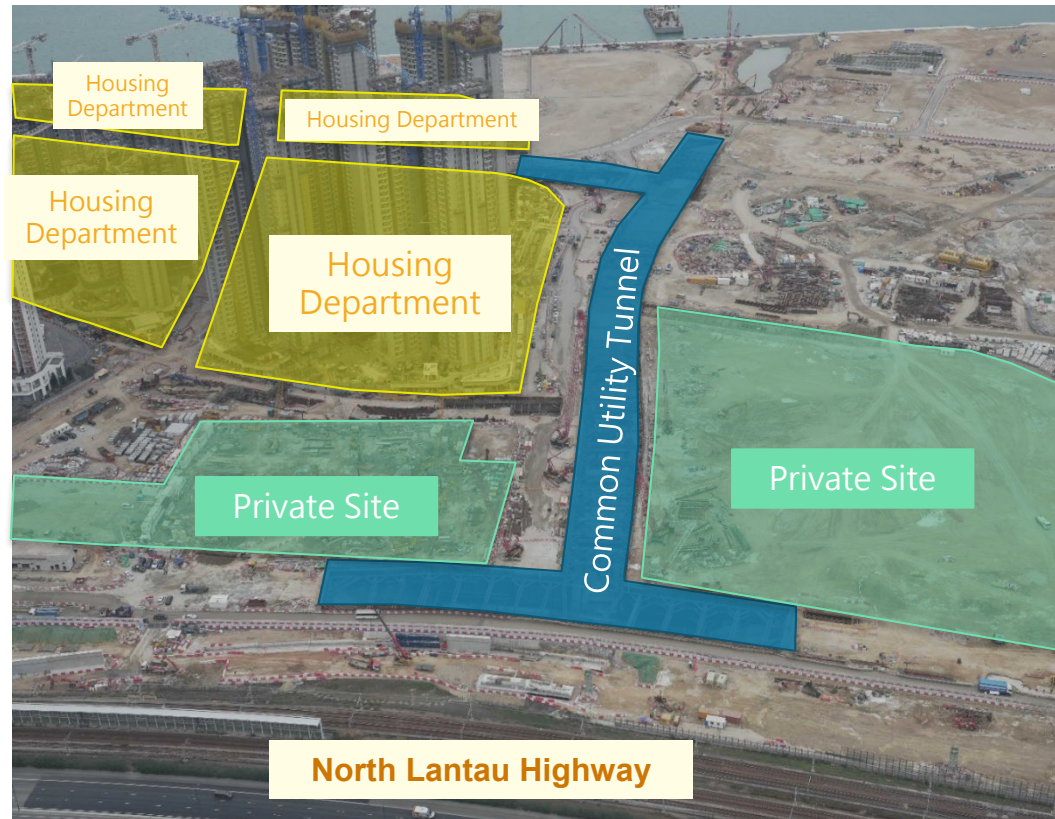 Housing
Department
Housing Department
Housing
Department
Housing
Department
Common Utility Tunnel
Private Site
Private Site
North Lantau Highway